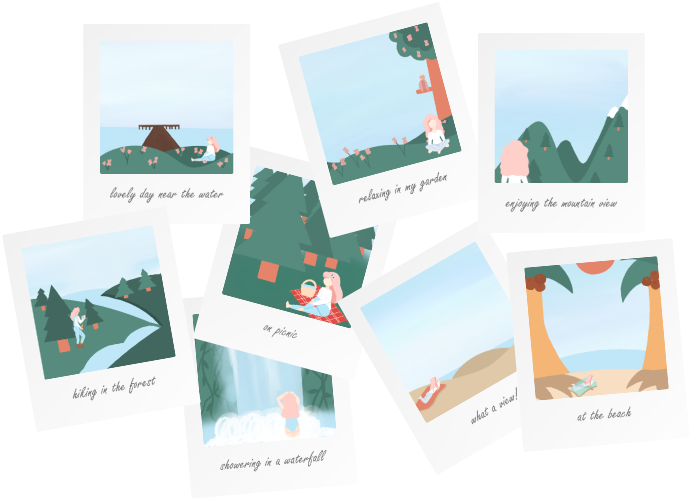 lovely day near the water
relaxing in my garden
enjoying the mountain view
hiking in the forest
on picnic
what a view!
at the beach
showering in a waterfall